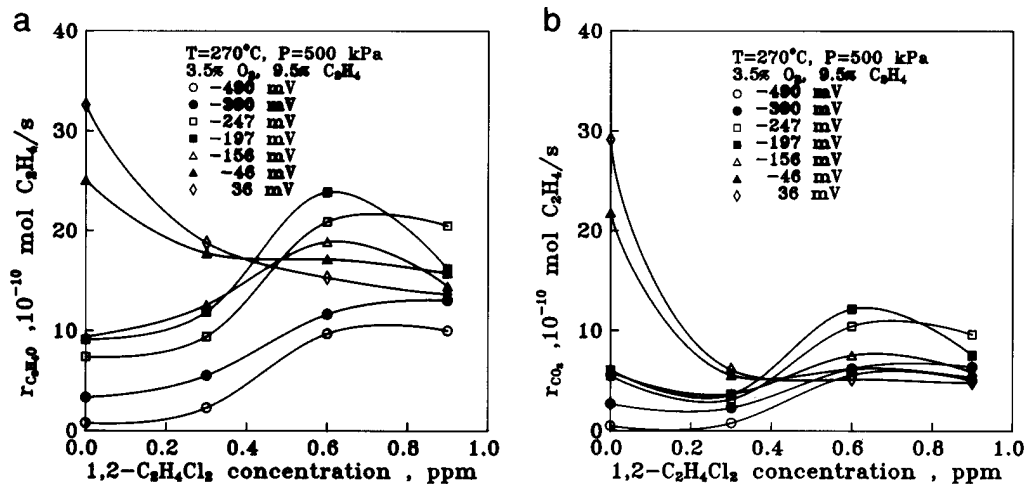 a
40
30
20
10
0
r_C₂H₄O ,10⁻¹⁰ mol C₂H₄/s
T=270°C, P=500 kPa
3.5% O₂, 9.5% C₂H₄
−490 mV
−300 mV
−247 mV
−197 mV
−156 mV
−46 mV
36 mV
0.0 0.2 0.4 0.6 0.8 1.0
1,2−C₂H₄Cl₂ concentration , ppm
b
40
30
20
10
0
r_CO₂ ,10⁻¹⁰ mol C₂H₄/s
T=270°C, P=500 kPa
3.5% O₂, 9.5% C₂H₄
−490 mV
−300 mV
−247 mV
−197 mV
−156 mV
−46 mV
36 mV
0.0 0.2 0.4 0.6 0.8 1.0
1,2−C₂H₄Cl₂ concentration , ppm